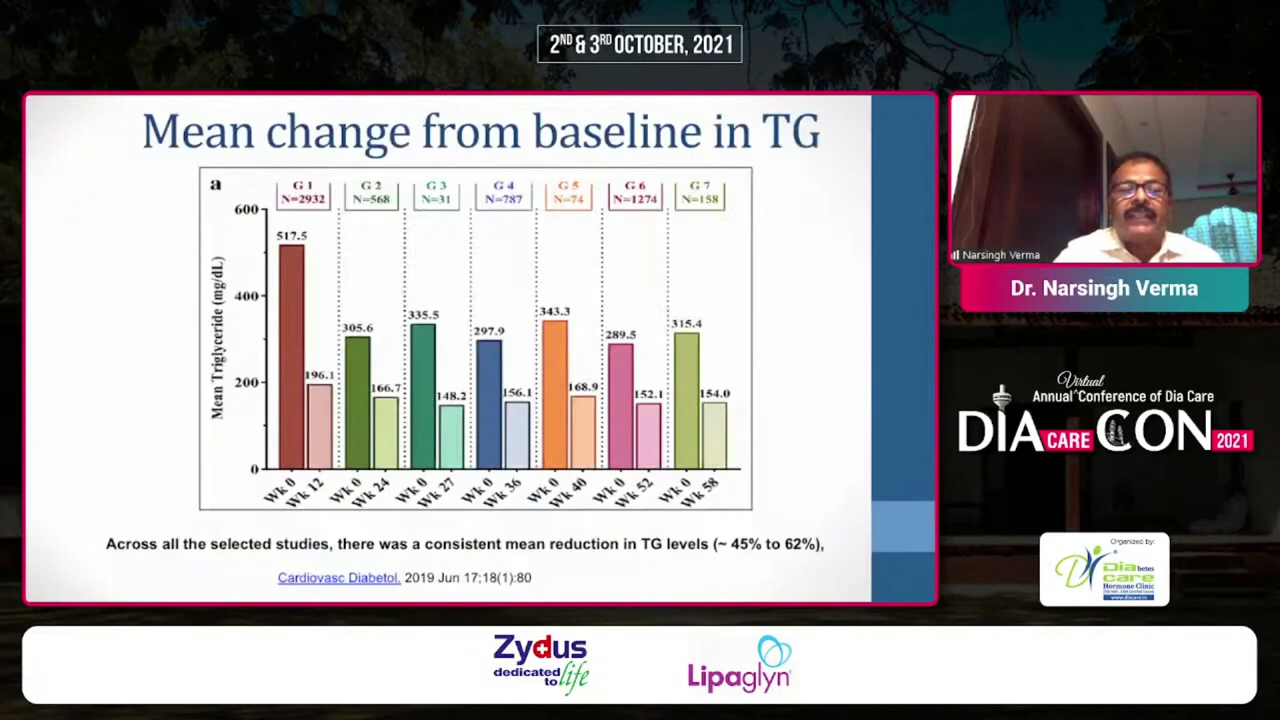 2ND & 3RD OCTOBER, 2021
Mean change from baseline in TG
a
G 1 G 2 G 3 G 4 G 5 G 6 G 7
N=2932 N=568 N=31 N=787 N=74 N=1274 N=158
Mean Triglyceride (mg/dL)
600
400
200
0
517.5 196.1 305.6 166.7 335.5 148.2 297.9 156.1 343.3 168.9 289.5 152.1 315.4 154.0
Wk 0 Wk 12 Wk 0 Wk 24 Wk 0 Wk 27 Wk 0 Wk 36 Wk 0 Wk 40 Wk 0 Wk 52 Wk 0 Wk 58
Across all the selected studies, there was a consistent mean reduction in TG levels (~ 45% to 62%),
Cardiovasc Diabetol. 2019 Jun 17;18(1):80
Narsingh Verma
Dr. Narsingh Verma
Virtual
Annual ^ Conference of Dia Care
DIA CARE CON 2021
Organized by:
Diabetes
care
Hormone Clinic
www.diacare.in
Zydus
dedicated
to life
Lipaglyn